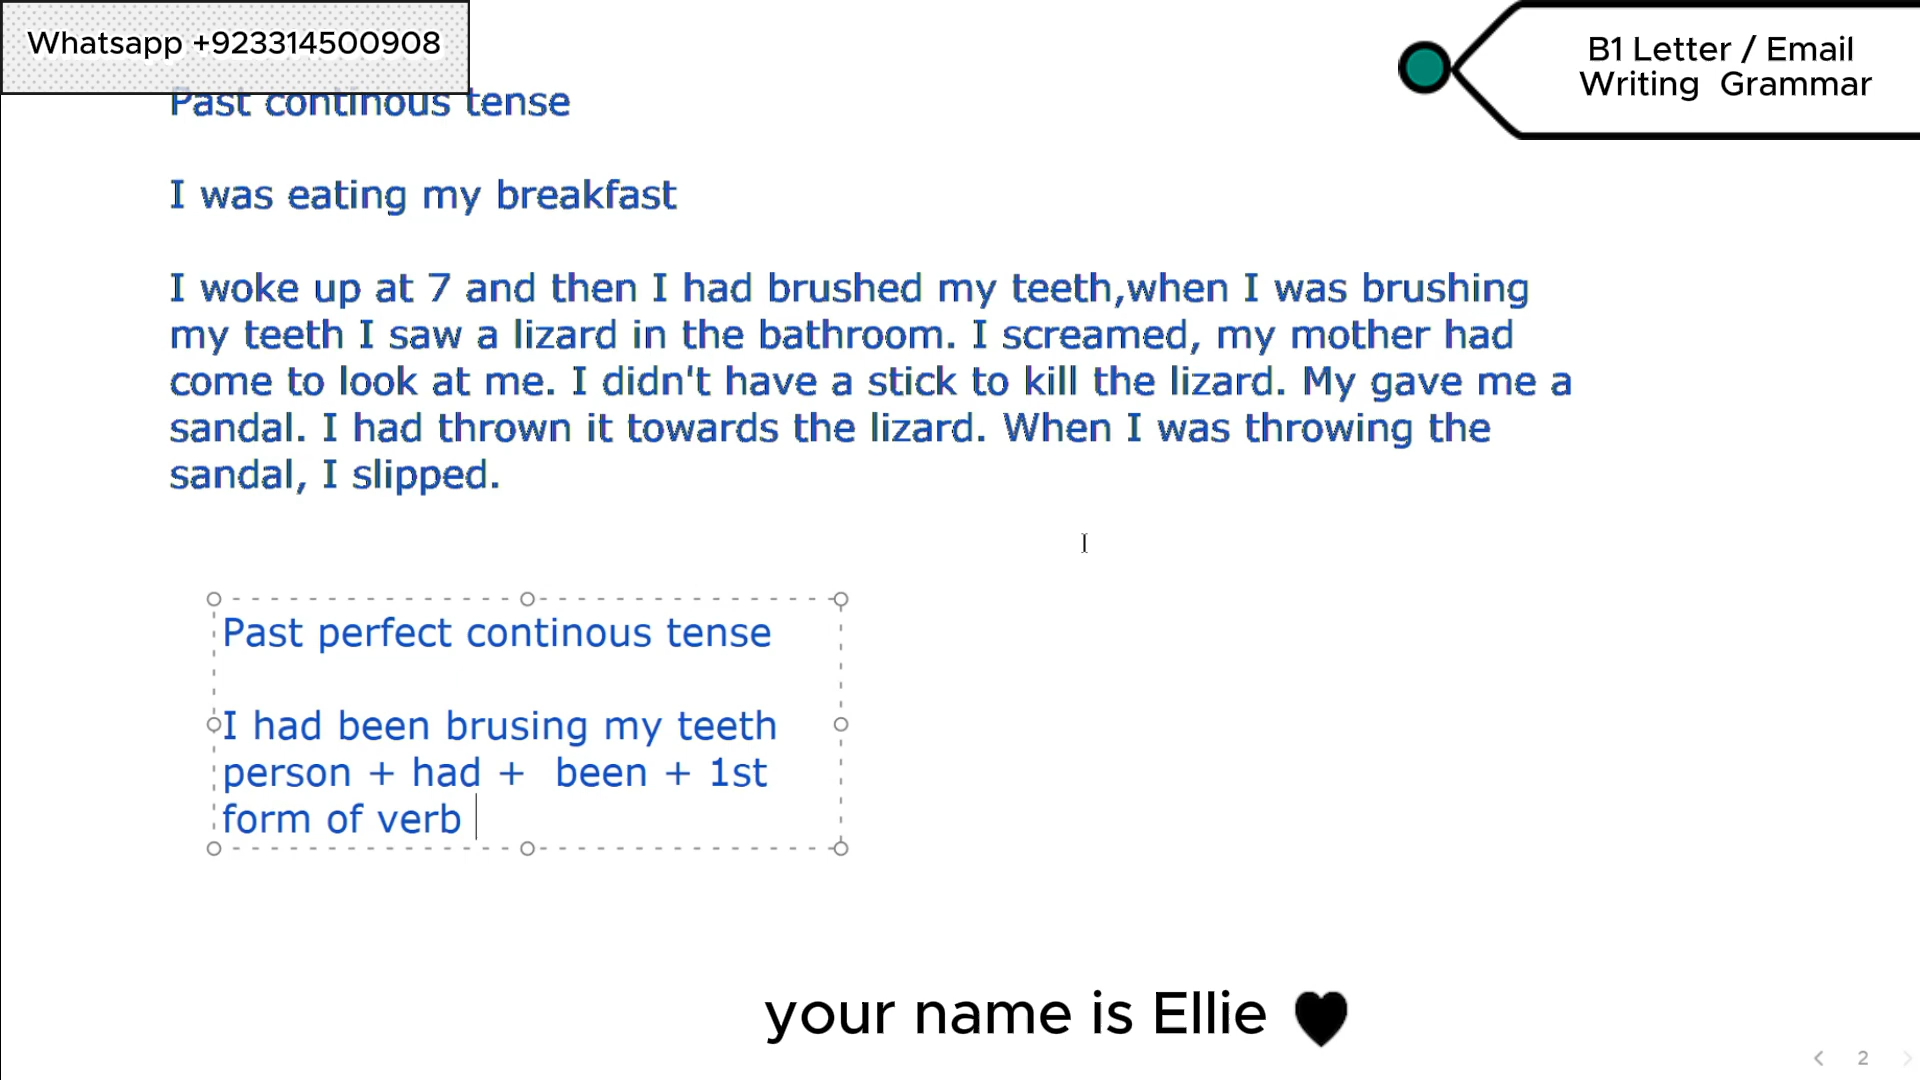 Whatsapp +923314500908
B1 Letter / Email
Writing Grammar
Past continous tense
I was eating my breakfast
I woke up at 7 and then I had brushed my teeth,when I was brushing
my teeth I saw a lizard in the bathroom. I screamed, my mother had
come to look at me. I didn't have a stick to kill the lizard. My gave me a
sandal. I had thrown it towards the lizard. When I was throwing the
sandal, I slipped.
Past perfect continous tense
I had been brusing my teeth
person + had + been + 1st
form of verb
your name is Ellie
2